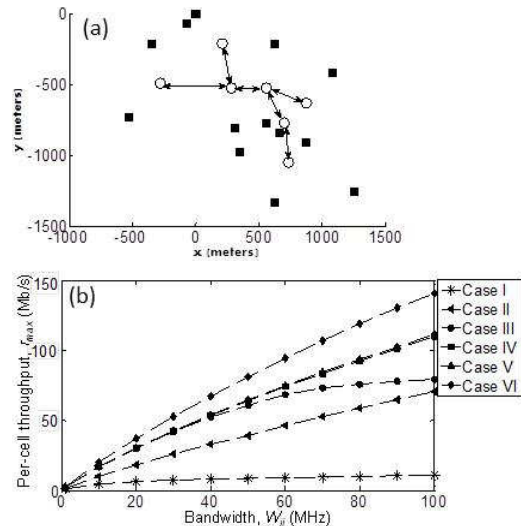 (a)
0
-500
-1000
-1500
y (meters)
-1000 -500 0 500 1000 1500
x (meters)
(b)
150
100
50
0
Per-cell throughput, r_max (Mb/s)
0 20 40 60 80 100
Bandwidth, W_ij (MHz)
Case I
Case II
Case III
Case IV
Case V
Case VI